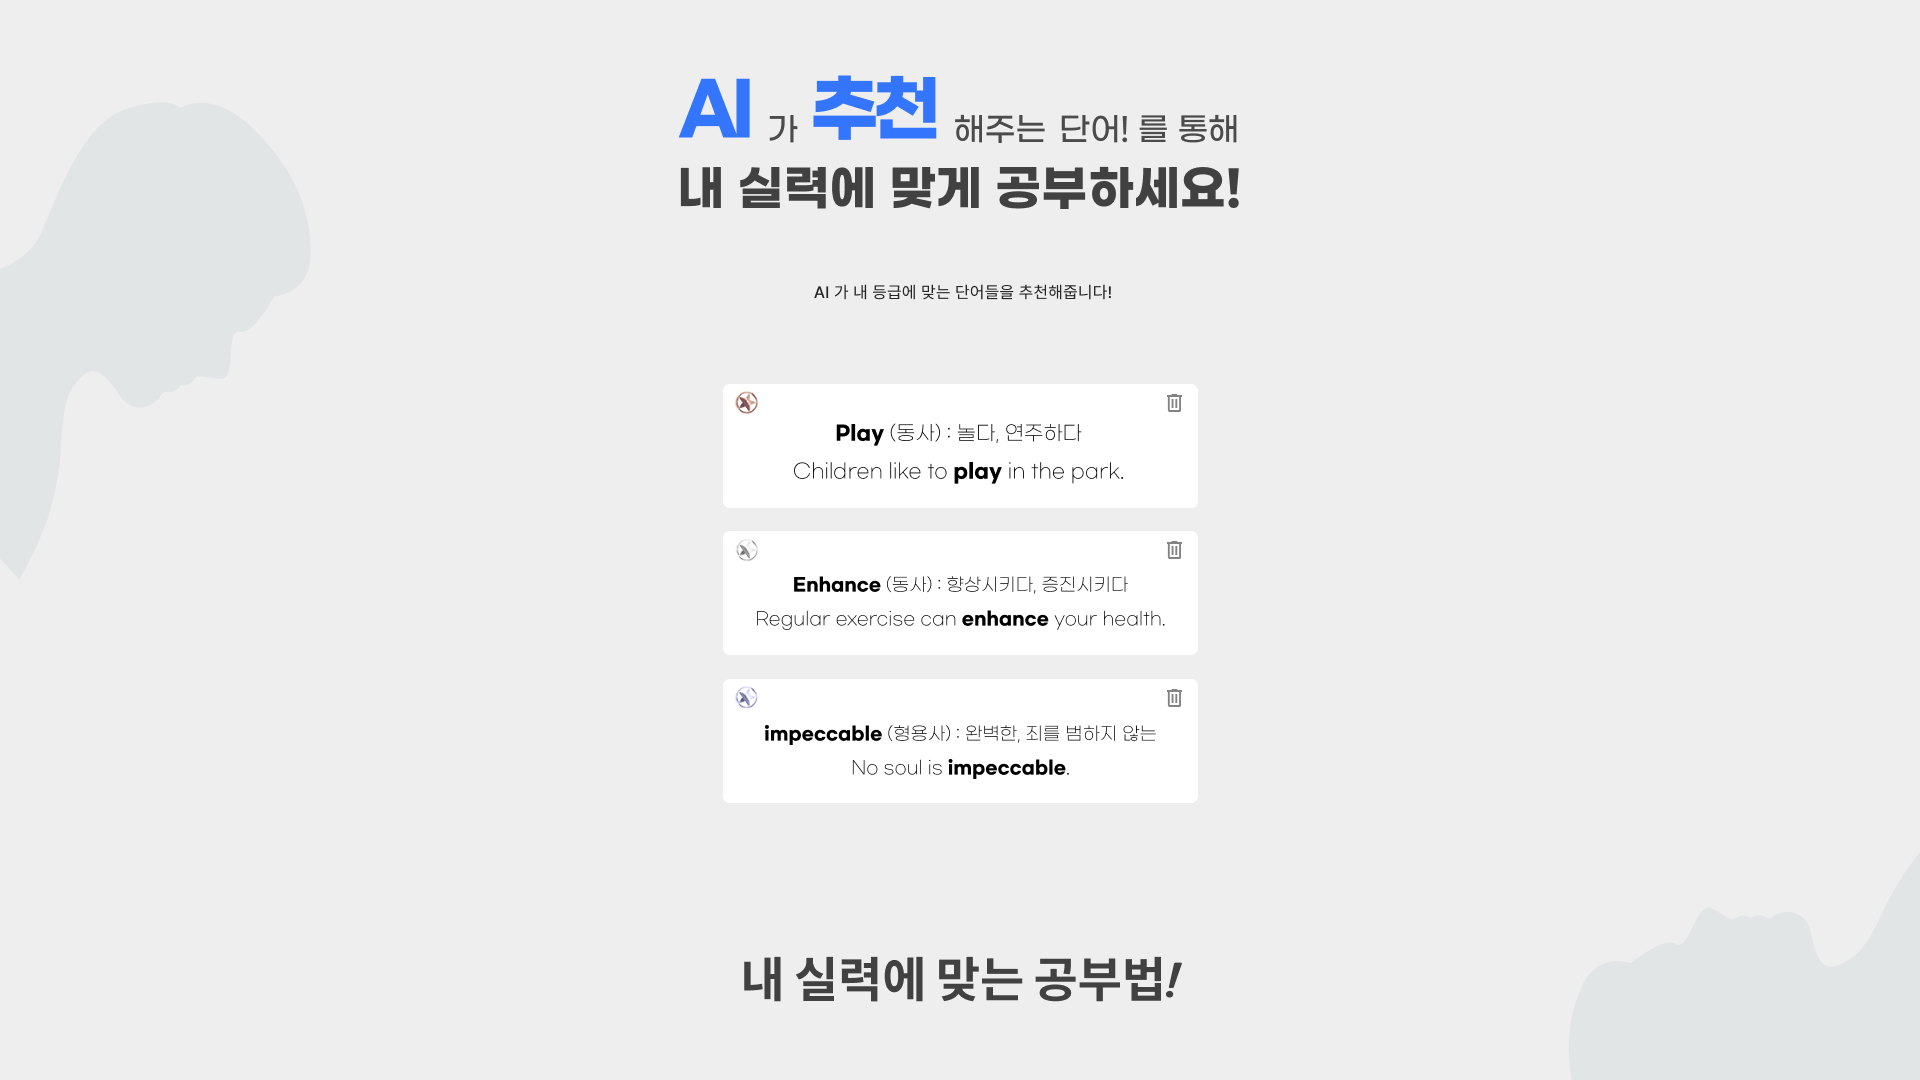 AI 가 추천 해주는 단어! 를 통해
내 실력에 맞게 공부하세요!
AI 가 내 등급에 맞는 단어들을 추천해줍니다!
Play (동사) : 놀다, 연주하다
Children like to play in the park.
Enhance (동사) : 향상시키다, 증진시키다
Regular exercise can enhance your health.
impeccable (형용사) : 완벽한, 죄를 범하지 않는
No soul is impeccable.
내 실력에 맞는 공부법!